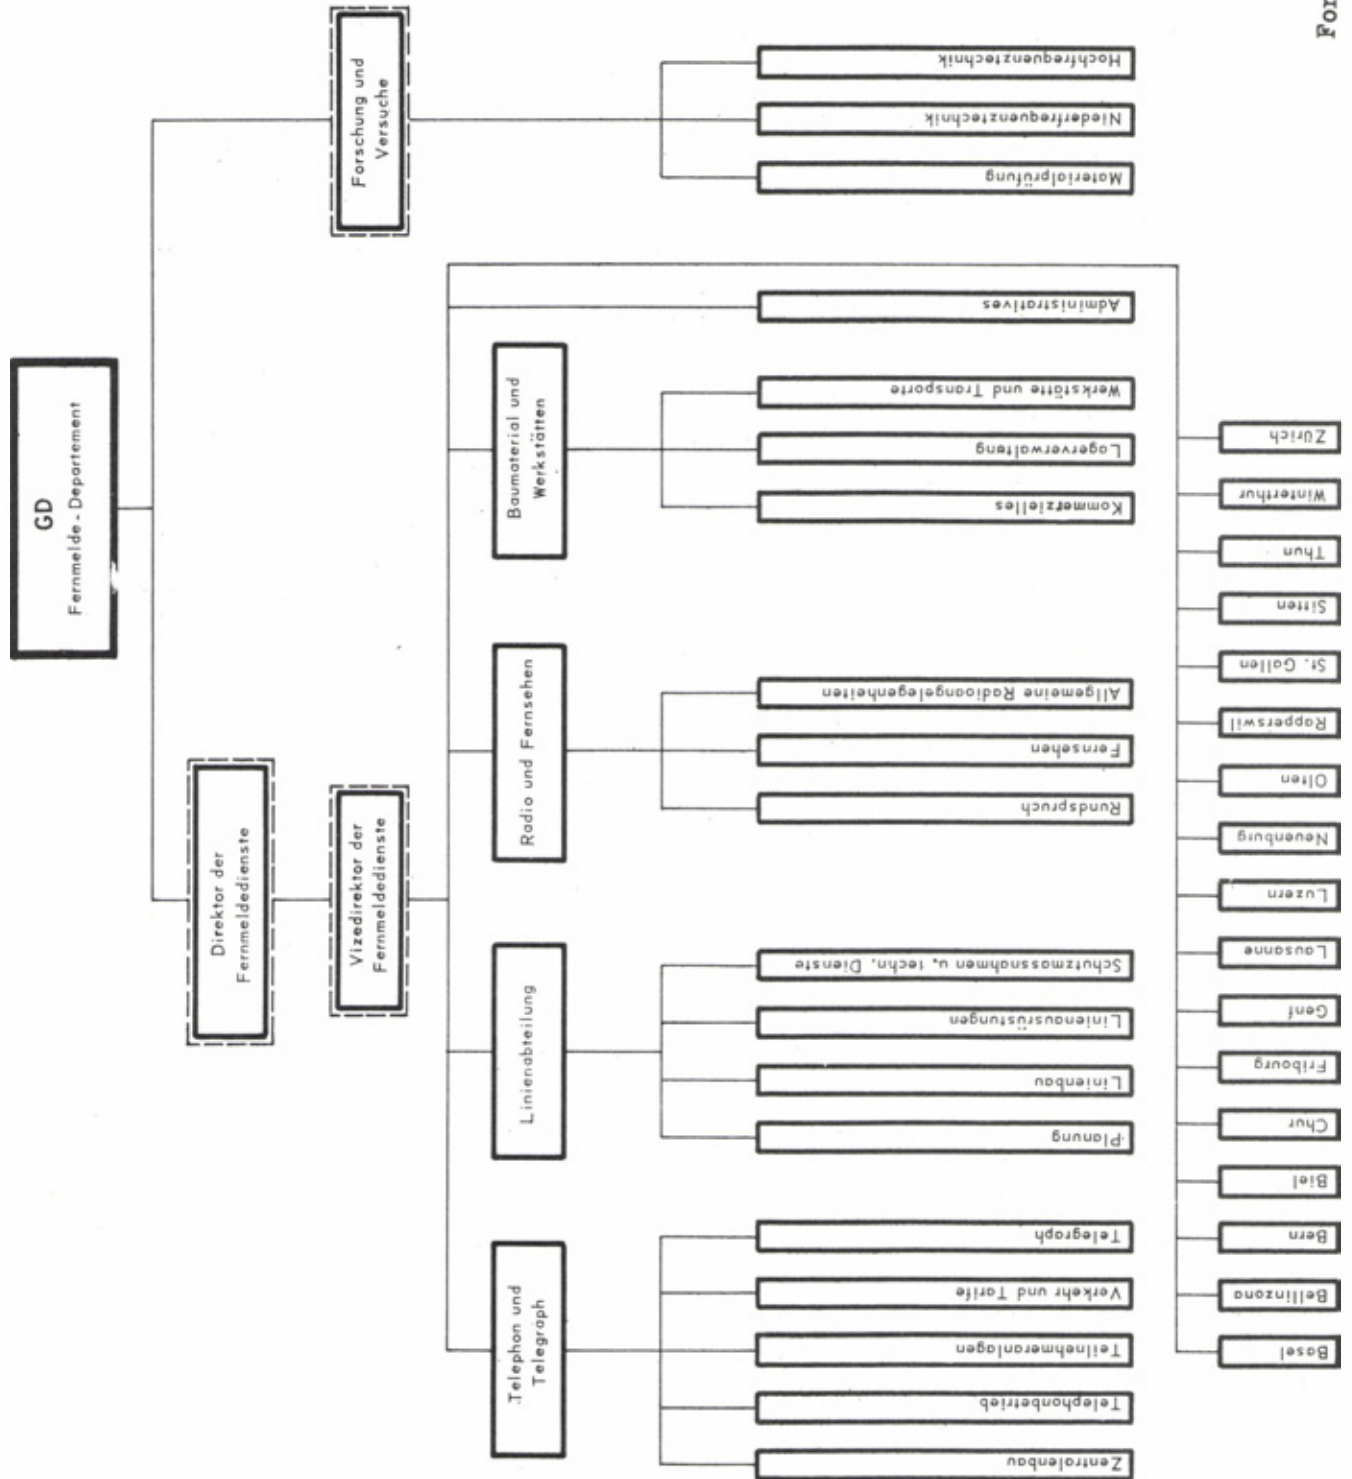 GD
Fernmelde-Departement
Direktor der
Fernmeldedienste
Vizedirektor der
Fernmeldedienste
Forschung und
Versuche
Telephon und
Telegraph
Linienabteilung
Radio und Fernsehen
Baumaterial und
Werkstätten
Zentralenbau
Telephonbetrieb
Teilnehmeranlagen
Verkehr und Tarife
Telegraph
Planung
Linienbau
Linienausrüstungen
Schutzmassnahmen u. techn. Dienste
Rundspruch
Fernsehen
Allgemeine Radioangelegenheiten
Kommerzielles
Lagerverwaltung
Werkstätte und Transporte
Administratives
Materialprüfung
Niederfrequenztechnik
Hochfrequenztechnik
Basel
Bellinzona
Bern
Biel
Chur
Fribourg
Genf
Lausanne
Luzern
Neuenburg
Olten
Rapperswil
St. Gallen
Sitten
Thun
Winterthur
Zürich